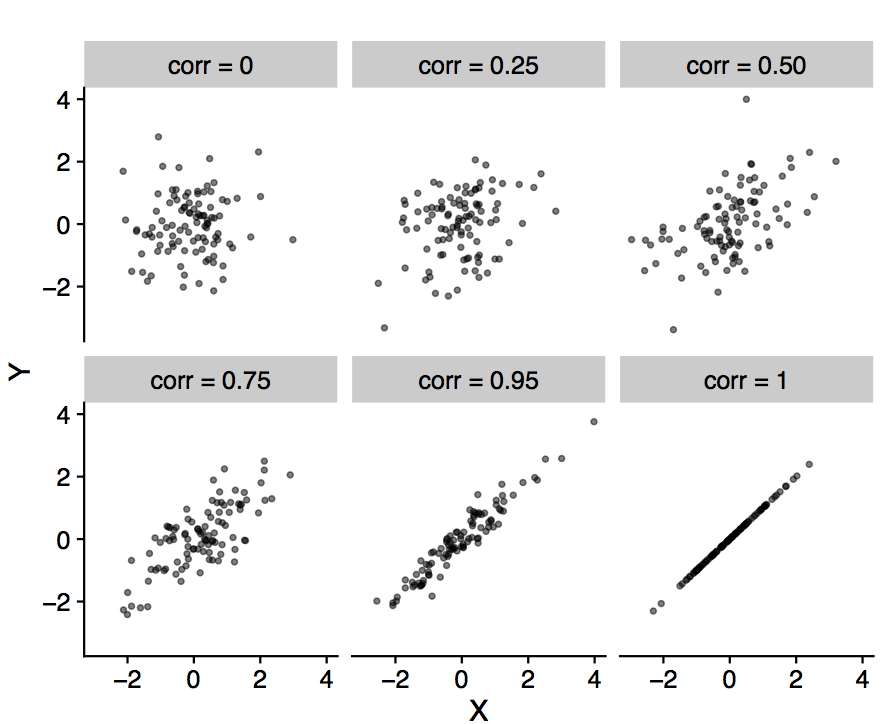 corr = 0
corr = 0.25
corr = 0.50
4
2
0
−2
Y
corr = 0.75
corr = 0.95
corr = 1
4
2
0
−2
−2 0 2 4
−2 0 2 4
−2 0 2 4
X